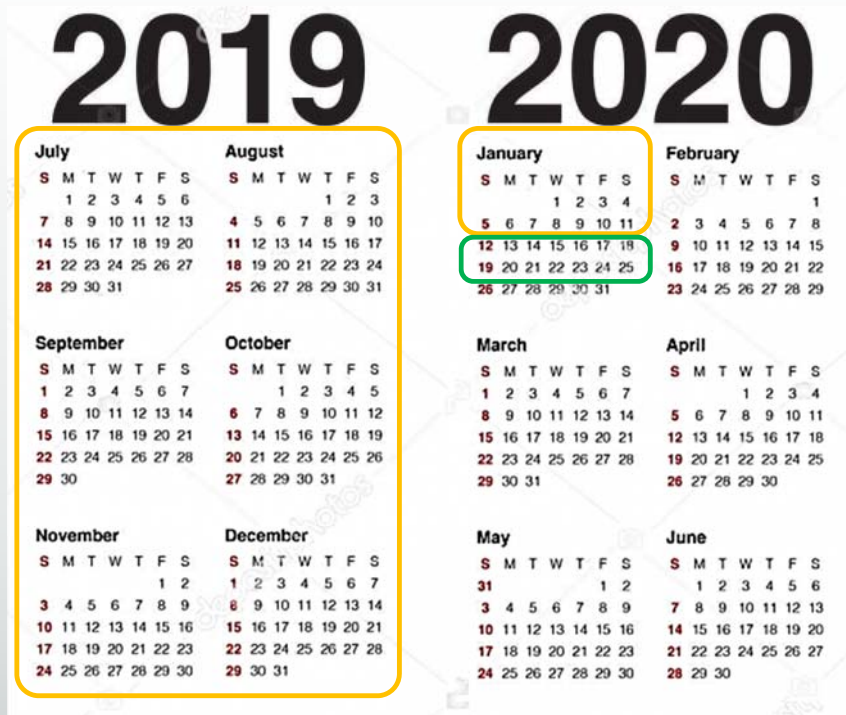 2019
July
S M T W T F S
1 2 3 4 5 6
7 8 9 10 11 12 13
14 15 16 17 18 19 20
21 22 23 24 25 26 27
28 29 30 31
August
S M T W T F S
1 2 3
4 5 6 7 8 9 10
11 12 13 14 15 16 17
18 19 20 21 22 23 24
25 26 27 28 29 30 31
September
S M T W T F S
1 2 3 4 5 6 7
8 9 10 11 12 13 14
15 16 17 18 19 20 21
22 23 24 25 26 27 28
29 30
October
S M T W T F S
1 2 3 4 5
6 7 8 9 10 11 12
13 14 15 16 17 18 19
20 21 22 23 24 25 26
27 28 29 30 31
November
S M T W T F S
1 2
3 4 5 6 7 8 9
10 11 12 13 14 15 16
17 18 19 20 21 22 23
24 25 26 27 28 29 30
December
S M T W T F S
1 2 3 4 5 6 7
8 9 10 11 12 13 14
15 16 17 18 19 20 21
22 23 24 25 26 27 28
29 30 31
2020
January
S M T W T F S
1 2 3 4
5 6 7 8 9 10 11
12 13 14 15 16 17 18
19 20 21 22 23 24 25
26 27 28 29 30 31
February
S M T W T F S
1
2 3 4 5 6 7 8
9 10 11 12 13 14 15
16 17 18 19 20 21 22
23 24 25 26 27 28 29
March
S M T W T F S
1 2 3 4 5 6 7
8 9 10 11 12 13 14
15 16 17 18 19 20 21
22 23 24 25 26 27 28
29 30 31
April
S M T W T F S
1 2 3 4
5 6 7 8 9 10 11
12 13 14 15 16 17 18
19 20 21 22 23 24 25
26 27 28 29 30
May
S M T W T F S
31 1 2
3 4 5 6 7 8 9
10 11 12 13 14 15 16
17 18 19 20 21 22 23
24 25 26 27 28 29 30
June
S M T W T F S
1 2 3 4 5 6
7 8 9 10 11 12 13
14 15 16 17 18 19 20
21 22 23 24 25 26 27
28 29 30